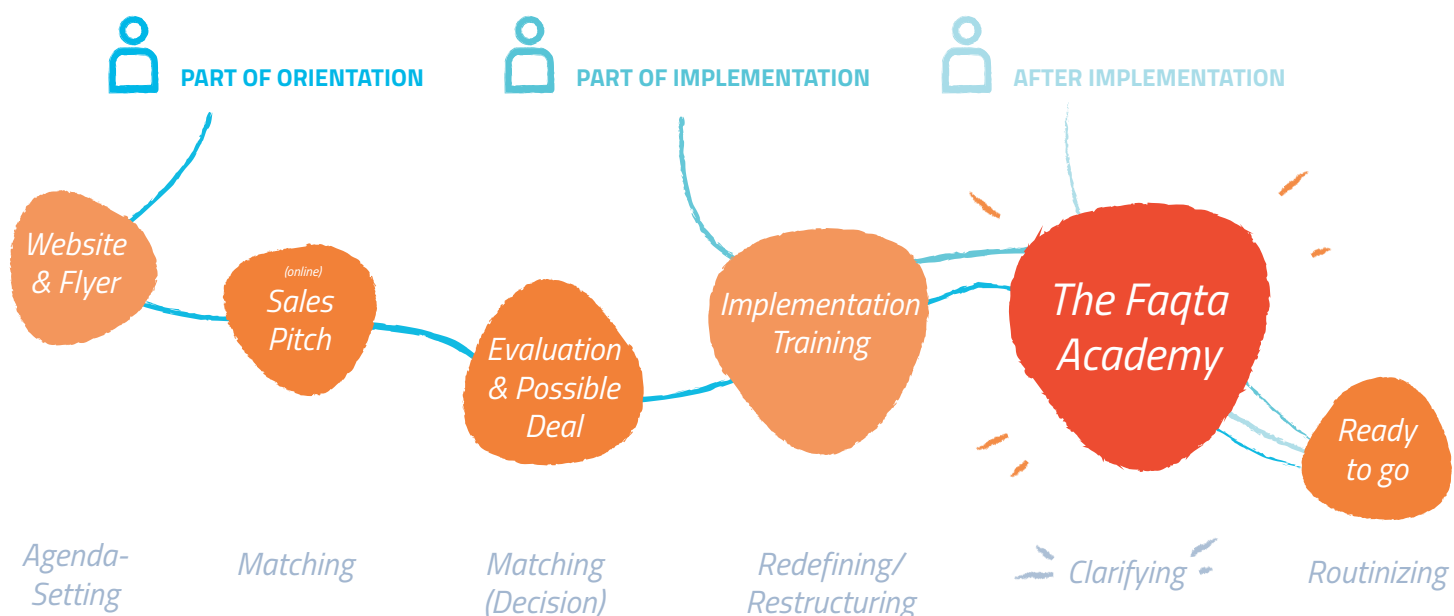 PART OF ORIENTATION
PART OF IMPLEMENTATION
AFTER IMPLEMENTATION
Website
& Flyer
(online)
Sales
Pitch
Evaluation
& Possible
Deal
Implementation
Training
The Faqta
Academy
Ready
to go
Agenda-
Setting
Matching
Matching
(Decision)
Redefining/
Restructuring
Clarifying
Routinizing